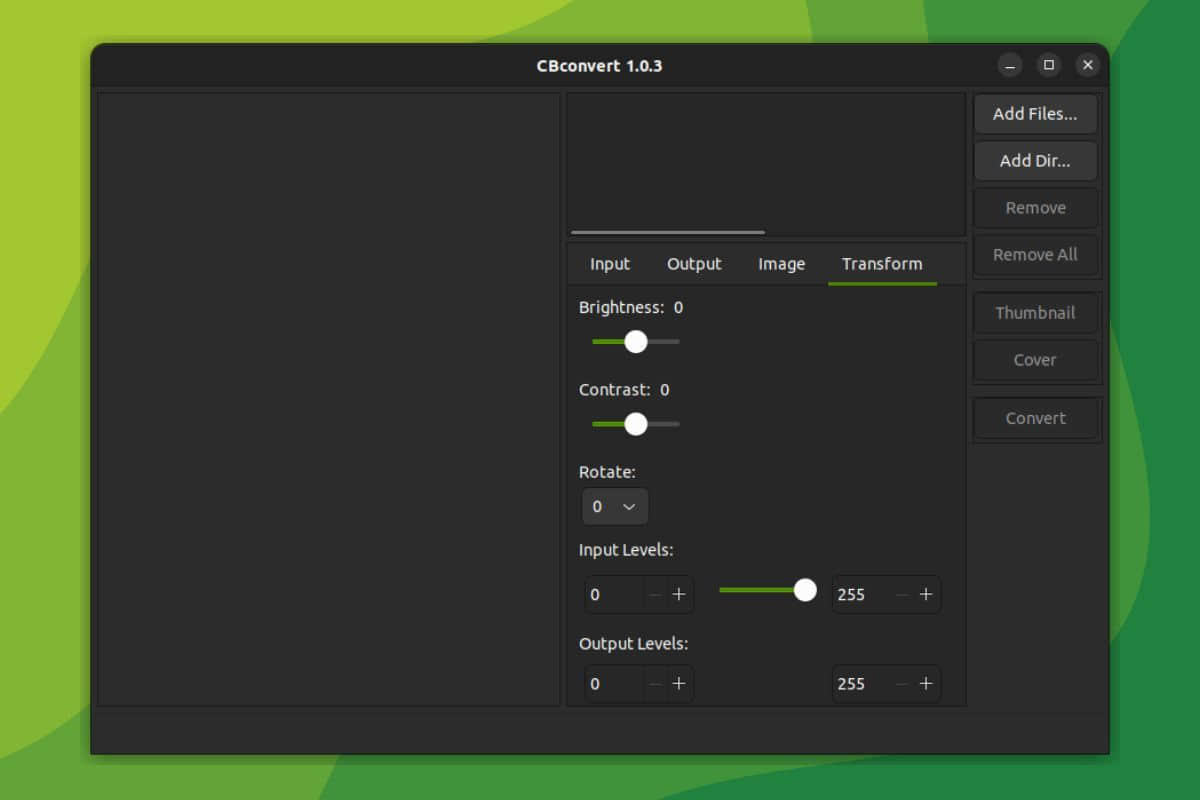 CBconvert 1.0.3
Add Files...
Add Dir...
Remove
Remove All
Thumbnail
Cover
Convert
Input Output Image Transform
Brightness: 0
Contrast: 0
Rotate:
0
Input Levels:
0 − + 255 − +
Output Levels:
0 − + 255 − +